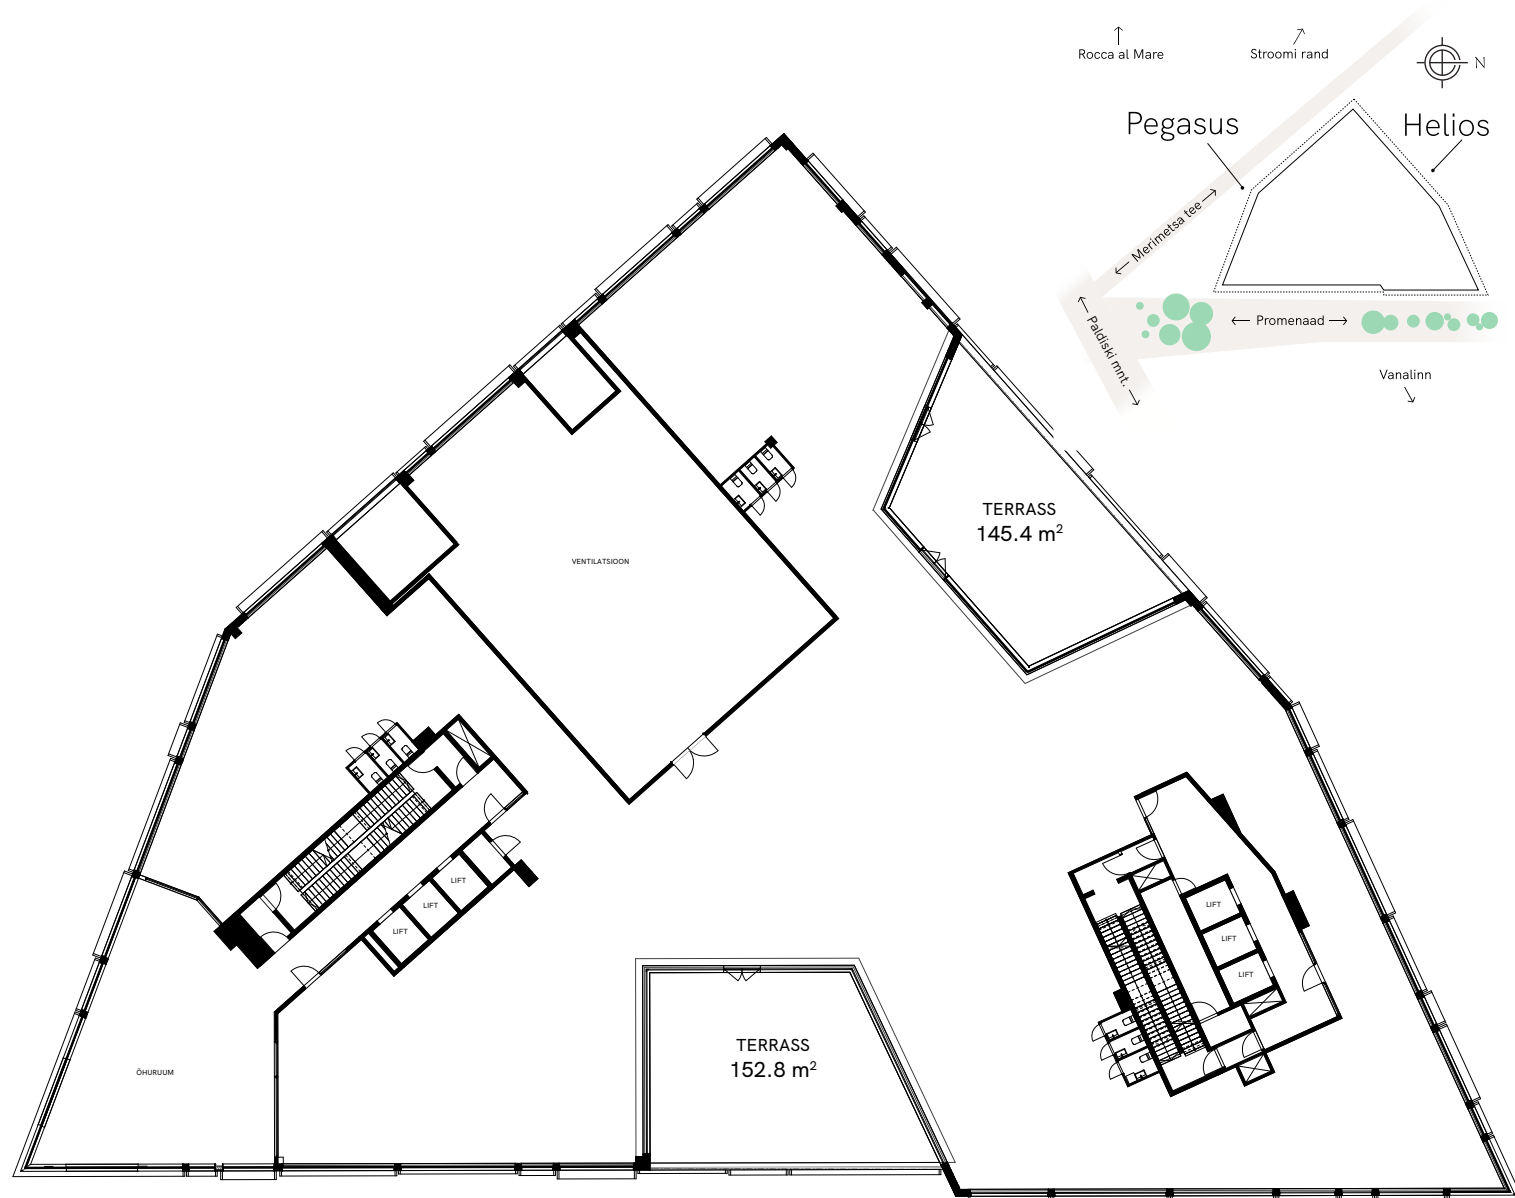 Rocca al Mare
Stroomi rand
N
Pegasus
Helios
Merimetsa tee
Promenaad
Paldiski mnt.
Vanalinn
TERRASS
145.4 m²
VENTILATSIOON
LIFT
LIFT
LIFT
LIFT
LIFT
LIFT
TERRASS
152.8 m²
ÕHURUUM